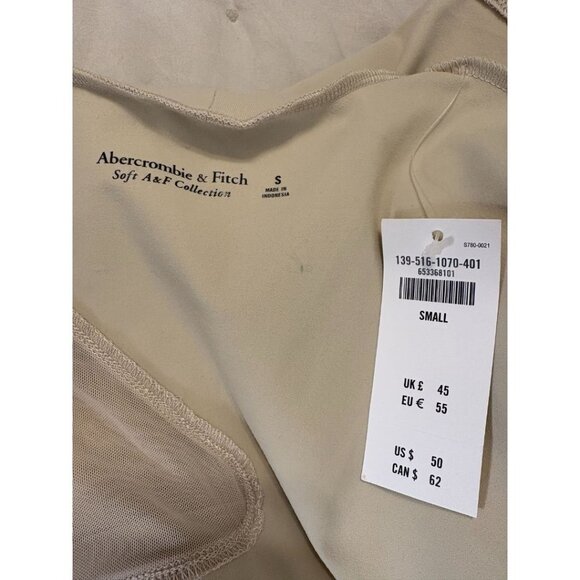 Abercrombie & Fitch
Soft A&F Collection
S
MADE IN
INDONESIA
S780-0021
139-516-1070-401
653368101
SMALL
UK £ 45
EU € 55
US $ 50
CAN $ 62